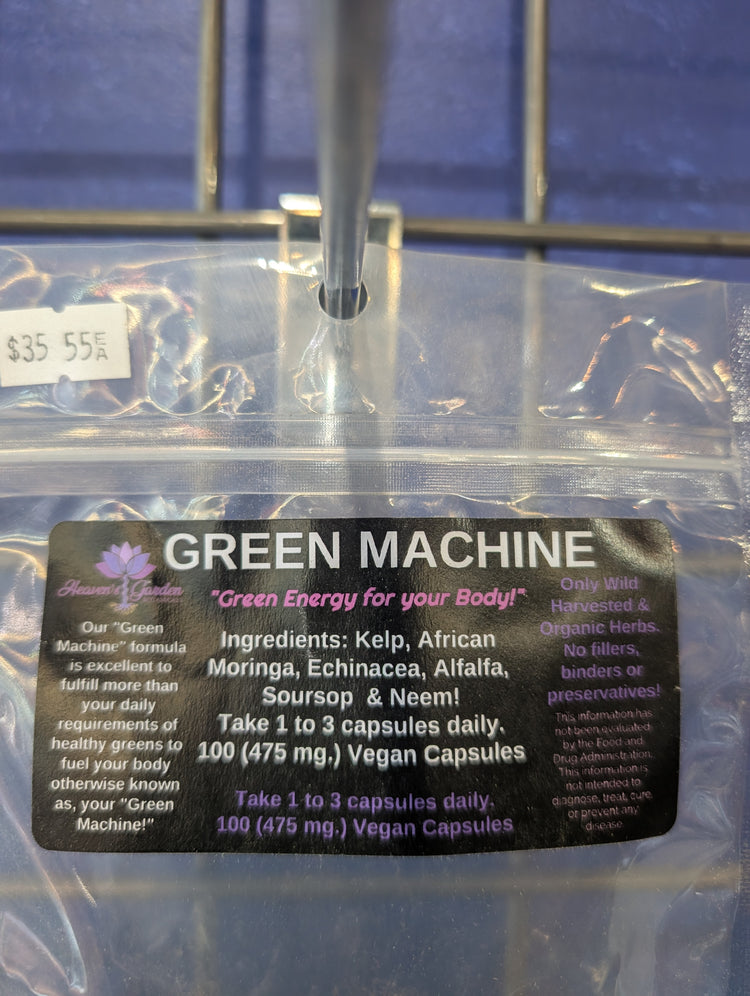 $35 55 EA
GREEN MACHINE
Heaven's Garden
"Green Energy for your Body!"
Our "Green
Machine" formula
is excellent to
fulfill more than
your daily
requirements of
healthy greens to
fuel your body
otherwise known
as, your "Green
Machine!"
Ingredients: Kelp, African
Moringa, Echinacea, Alfalfa,
Soursop & Neem!
Take 1 to 3 capsules daily.
100 (475 mg.) Vegan Capsules
Take 1 to 3 capsules daily.
100 (475 mg.) Vegan Capsules
Only Wild
Harvested &
Organic Herbs.
No fillers,
binders or
preservatives!
This information has
not been evaluated
by the Food and
Drug Administration.
This information is
not intended to
diagnose, treat, cure,
or prevent any
disease